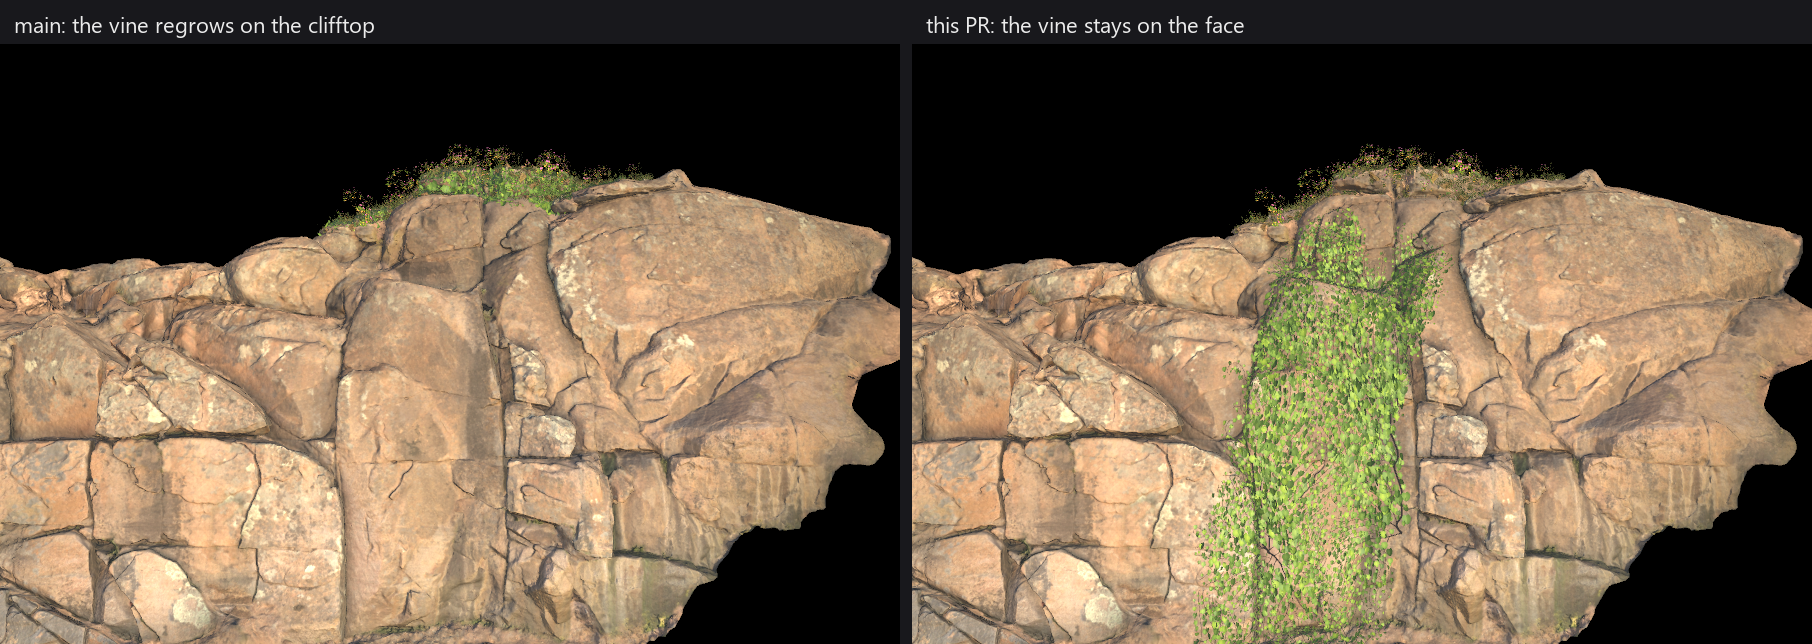 main: the vine regrows on the clifftop
this PR: the vine stays on the face